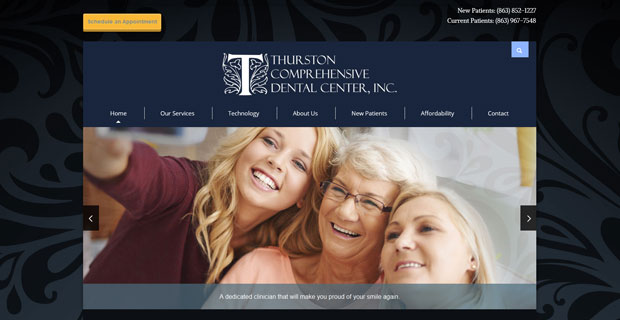 New Patients: (863) 852-1227
Schedule an Appointment
Current Patients: (863) 967-7548
T THURSTON
COMPREHENSIVE
DENTAL CENTER, INC.
Home Our Services Technology About Us New Patients Affordability Contact
A dedicated clinician that will make you proud of your smile again.